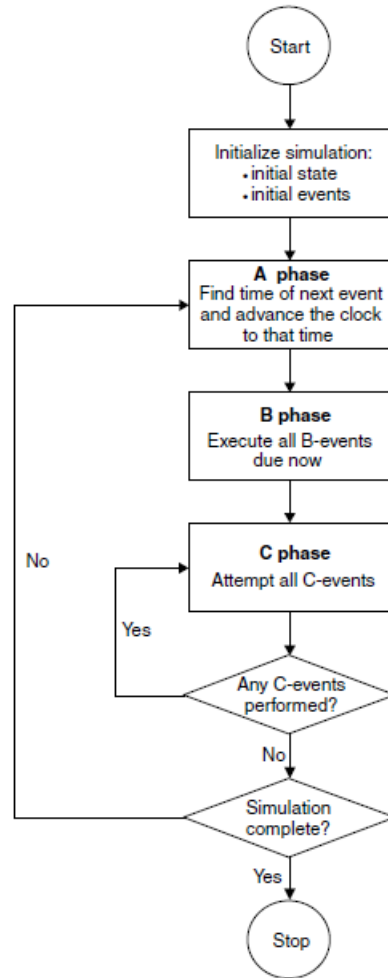 Start
Initialize simulation:
• initial state
• initial events
A phase
Find time of next event
and advance the clock
to that time
B phase
Execute all B-events
due now
C phase
Attempt all C-events
No
Yes
Any C-events
performed?
No
Simulation
complete?
Yes
Stop